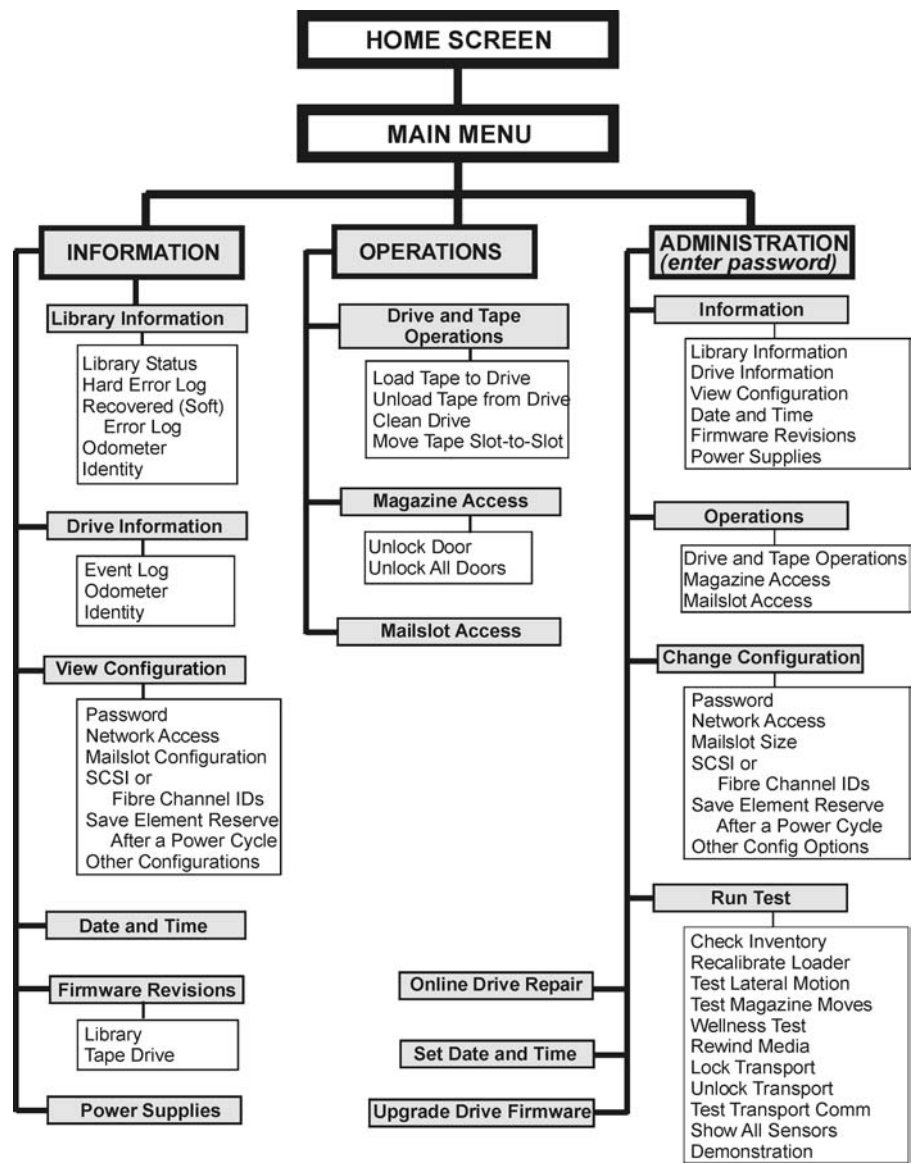 HOME SCREEN
MAIN MENU
INFORMATION
Library Information
Library Status
Hard Error Log
Recovered (Soft)
Error Log
Odometer
Identity
Drive Information
Event Log
Odometer
Identity
View Configuration
Password
Network Access
Mailslot Configuration
SCSI or
Fibre Channel IDs
Save Element Reserve
After a Power Cycle
Other Configurations
Date and Time
Firmware Revisions
Library
Tape Drive
Power Supplies
OPERATIONS
Drive and Tape
Operations
Load Tape to Drive
Unload Tape from Drive
Clean Drive
Move Tape Slot-to-Slot
Magazine Access
Unlock Door
Unlock All Doors
Mailslot Access
ADMINISTRATION
(enter password)
Information
Library Information
Drive Information
View Configuration
Date and Time
Firmware Revisions
Power Supplies
Operations
Drive and Tape Operations
Magazine Access
Mailslot Access
Change Configuration
Password
Network Access
Mailslot Size
SCSI or
Fibre Channel IDs
Save Element Reserve
After a Power Cycle
Other Config Options
Run Test
Check Inventory
Recalibrate Loader
Test Lateral Motion
Test Magazine Moves
Wellness Test
Rewind Media
Lock Transport
Unlock Transport
Test Transport Comm
Show All Sensors
Demonstration
Online Drive Repair
Set Date and Time
Upgrade Drive Firmware